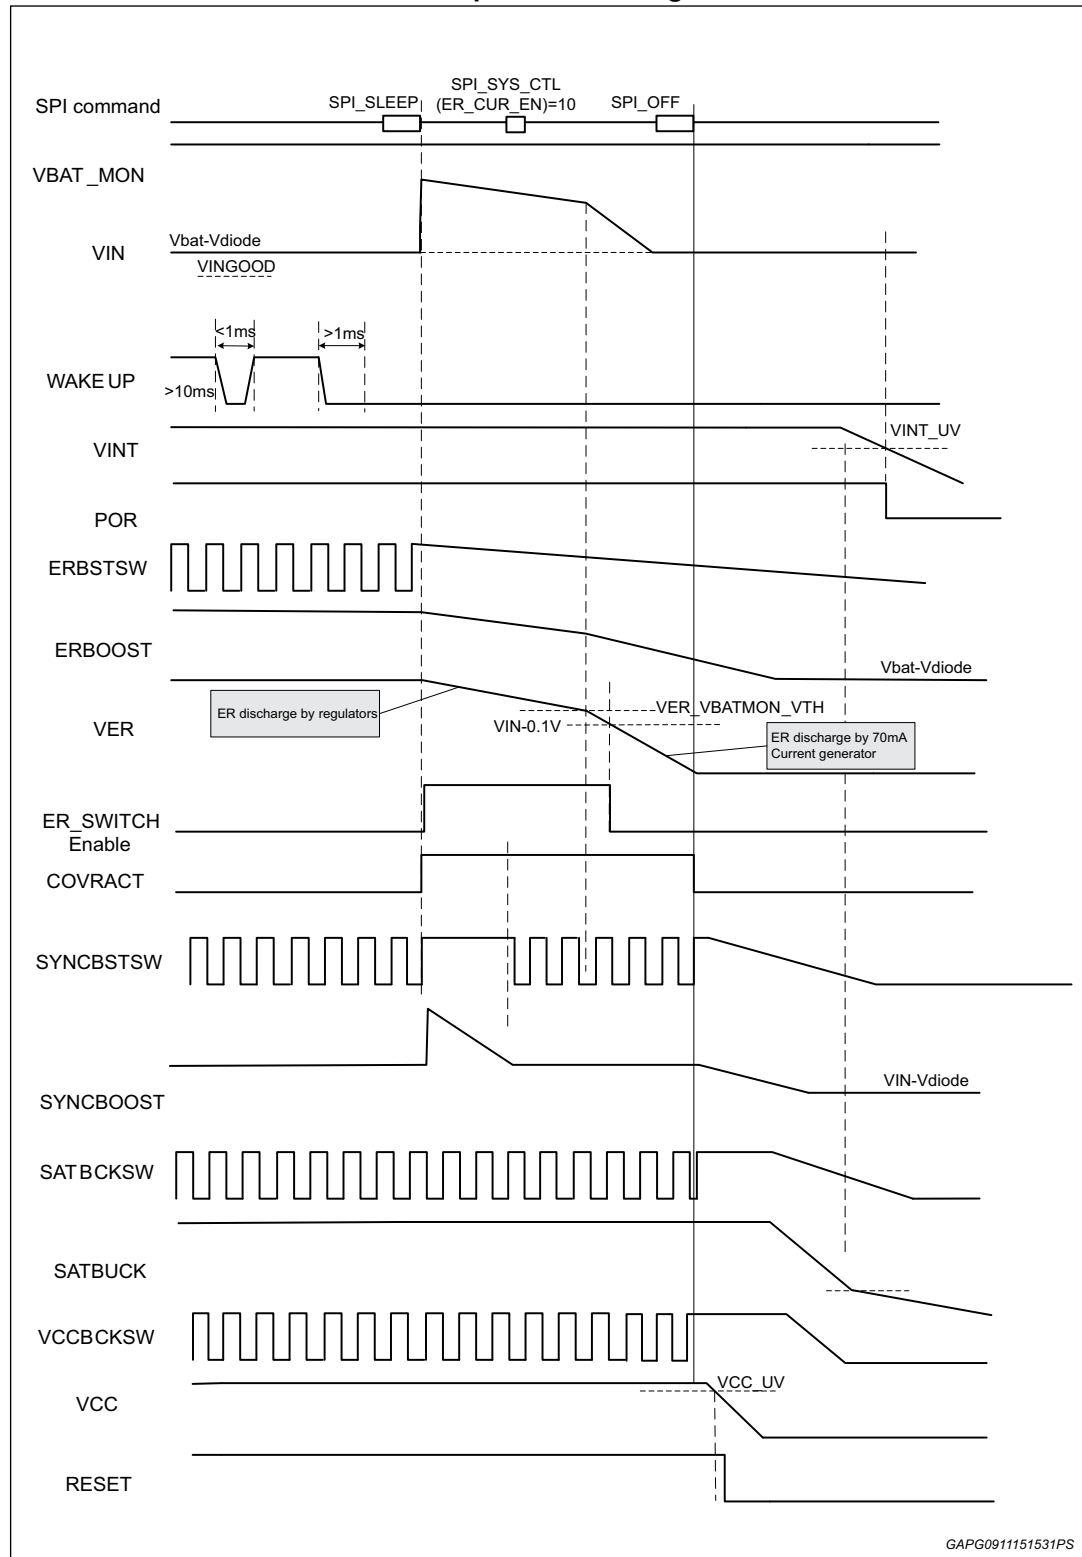 SPI command
SPI_SLEEP
SPI_SYS_CTL
(ER_CUR_EN)=10
SPI_OFF
VBAT_MON
VIN
Vbat-Vdiode
VINGOOD
<1ms
>1ms
WAKE UP
>10ms
VINT
VINT_UV
POR
ERBSTSW
ERBOOST
Vbat-Vdiode
VER
ER discharge by regulators
VER_VBATMON_VTH
VIN-0.1V
ER discharge by 70mA
Current generator
ER_SWITCH
Enable
COVRACT
SYNCBSTSW
SYNCBOOST
VIN-Vdiode
SATBCKSW
SATBUCK
VCCBCKSW
VCC
VCC_UV
RESET
GAPG0911151531PS